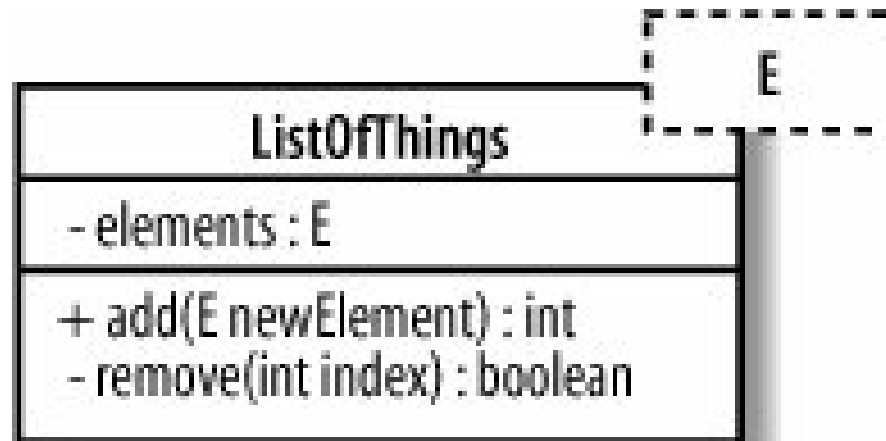 E
ListOfThings
- elements : E
+ add(E newElement) : int
- remove(int index) : boolean